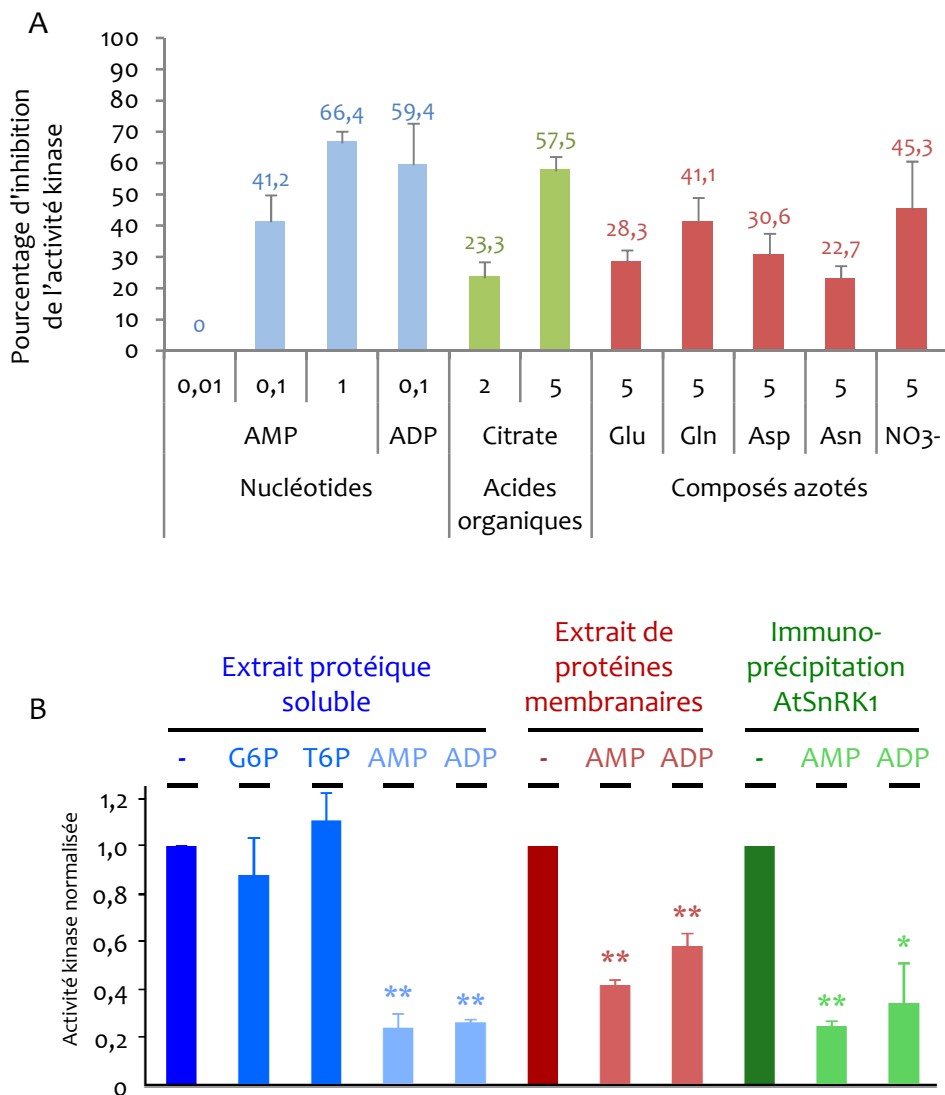 A
Pourcentage d'inhibition
de l'activité kinase
100
90
80
70
60
50
40
30
20
10
0
0
41,2
66,4
59,4
23,3
57,5
28,3
41,1
30,6
22,7
45,3
0,01 0,1 1 0,1 2 5 5 5 5 5 5
AMP ADP Citrate Glu Gln Asp Asn NO3-
Nucléotides Acides organiques Composés azotés
B
Extrait protéique
soluble
Extrait de
protéines
membranaires
Immuno-
précipitation
AtSnRK1
- G6P T6P AMP ADP - AMP ADP - AMP ADP
Activité kinase normalisée
1,2
1,0
0,8
0,6
0,4
0,2
0
** ** ** ** ** *